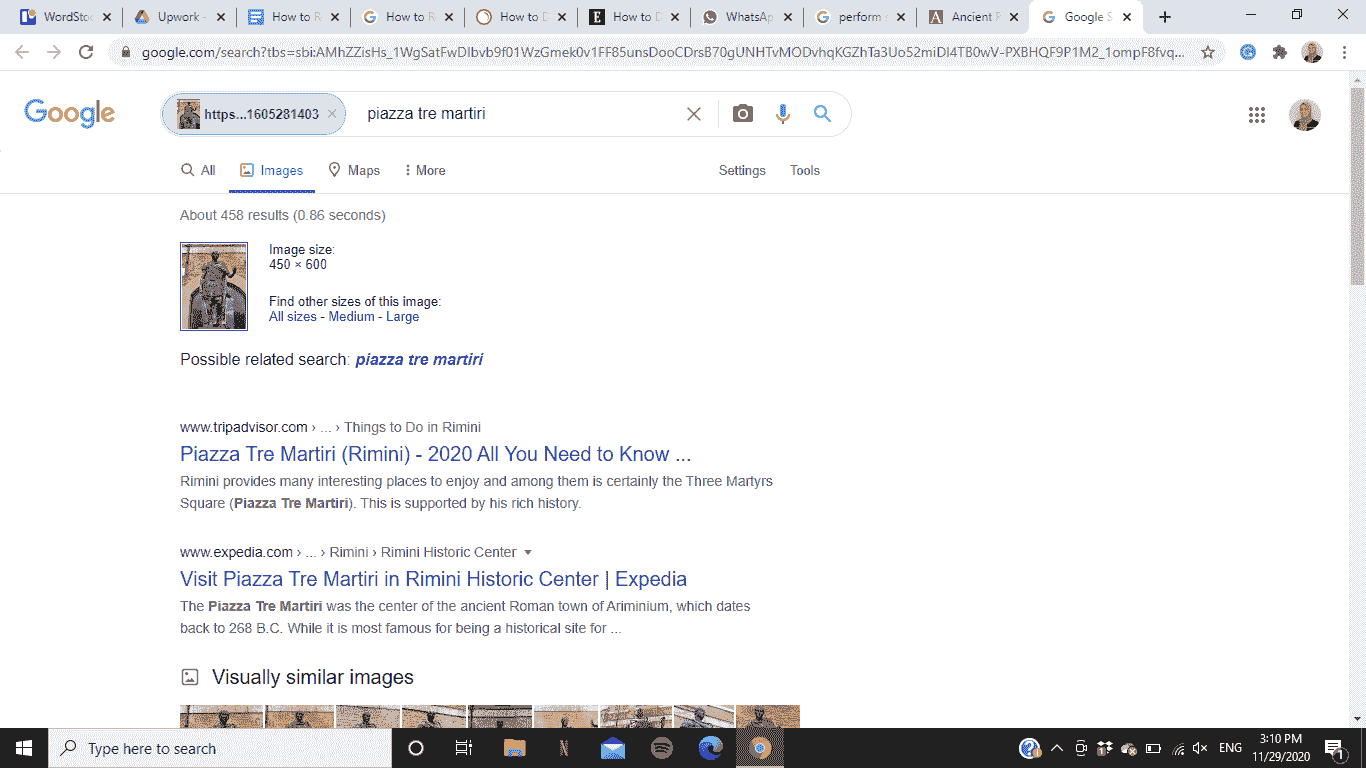 WordSto
Upwork -
How to R
How to R
How to D
How to D
WhatsAp
perform s
Ancient R
Google S
google.com/search?tbs=sbi:AMhZZisHs_1WgSatFwDIbvb9f01WzGmek0v1FF85unsDooCDrsB70gUNHTvMODvhqKGZhTa3Uo52miDl4TB0wV-PXBHQF9P1M2_1ompF8fvq...
Google
https...1605281403
piazza tre martiri
All
Images
Maps
More
Settings
Tools
About 458 results (0.86 seconds)
Image size:
450 × 600
Find other sizes of this image:
All sizes - Medium - Large
Possible related search: piazza tre martiri
www.tripadvisor.com › ... › Things to Do in Rimini
Piazza Tre Martiri (Rimini) - 2020 All You Need to Know ...
Rimini provides many interesting places to enjoy and among them is certainly the Three Martyrs
Square (Piazza Tre Martiri). This is supported by his rich history.
www.expedia.com › ... › Rimini › Rimini Historic Center
Visit Piazza Tre Martiri in Rimini Historic Center | Expedia
The Piazza Tre Martiri was the center of the ancient Roman town of Ariminium, which dates
back to 268 B.C. While it is most famous for being a historical site for ...
Visually similar images
Type here to search
ENG
3:10 PM
11/29/2020
1